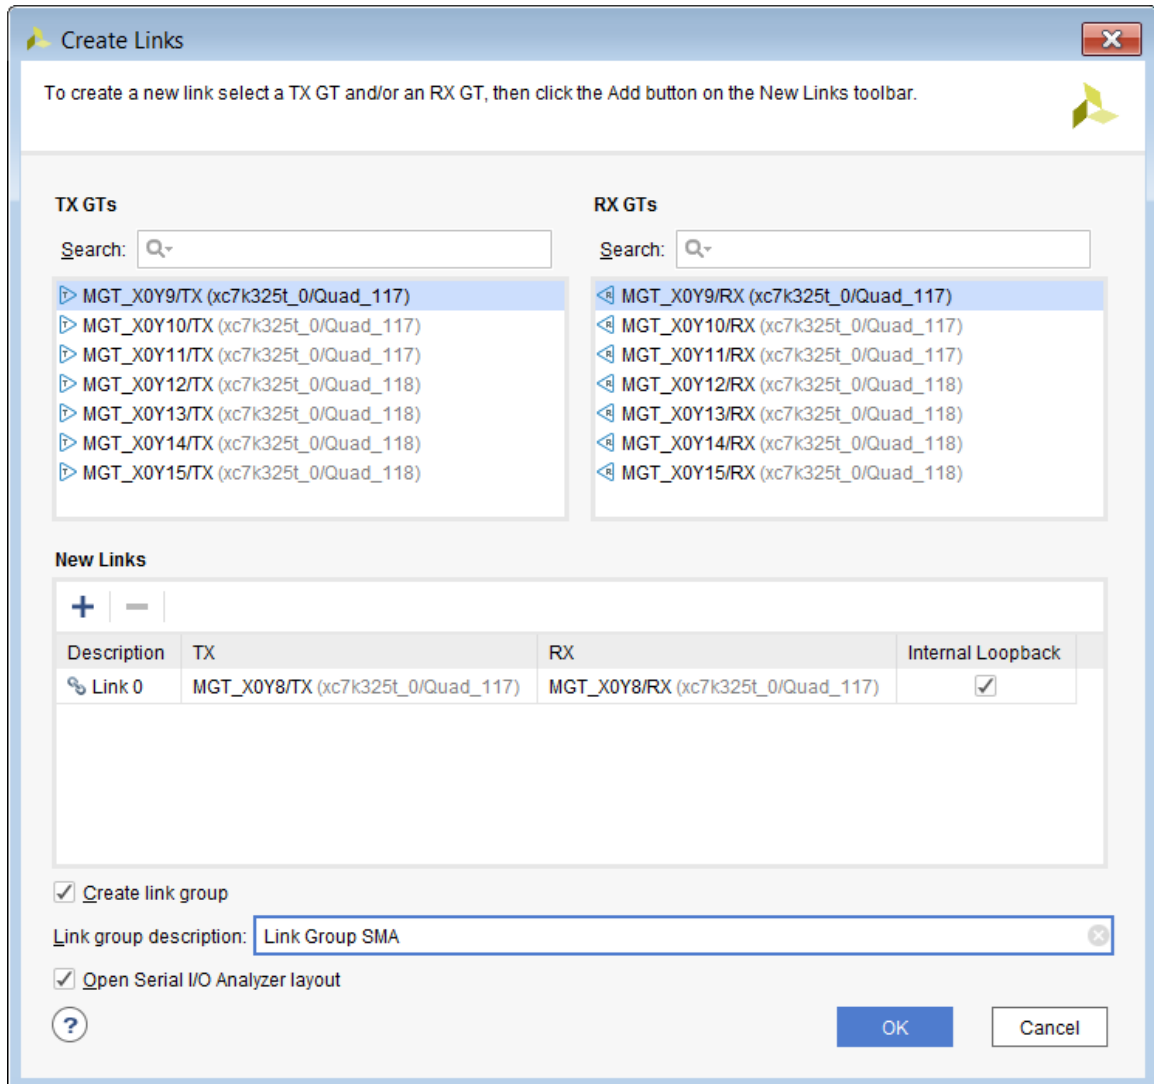 Create Links
To create a new link select a TX GT and/or an RX GT, then click the Add button on the New Links toolbar.
TX GTs
Search:
MGT_X0Y9/TX (xc7k325t_0/Quad_117)
MGT_X0Y10/TX (xc7k325t_0/Quad_117)
MGT_X0Y11/TX (xc7k325t_0/Quad_117)
MGT_X0Y12/TX (xc7k325t_0/Quad_118)
MGT_X0Y13/TX (xc7k325t_0/Quad_118)
MGT_X0Y14/TX (xc7k325t_0/Quad_118)
MGT_X0Y15/TX (xc7k325t_0/Quad_118)
RX GTs
Search:
MGT_X0Y9/RX (xc7k325t_0/Quad_117)
MGT_X0Y10/RX (xc7k325t_0/Quad_117)
MGT_X0Y11/RX (xc7k325t_0/Quad_117)
MGT_X0Y12/RX (xc7k325t_0/Quad_118)
MGT_X0Y13/RX (xc7k325t_0/Quad_118)
MGT_X0Y14/RX (xc7k325t_0/Quad_118)
MGT_X0Y15/RX (xc7k325t_0/Quad_118)
New Links
Description TX RX Internal Loopback
Link 0 MGT_X0Y8/TX (xc7k325t_0/Quad_117) MGT_X0Y8/RX (xc7k325t_0/Quad_117)
Create link group
Link group description: Link Group SMA
Open Serial I/O Analyzer layout
? OK Cancel